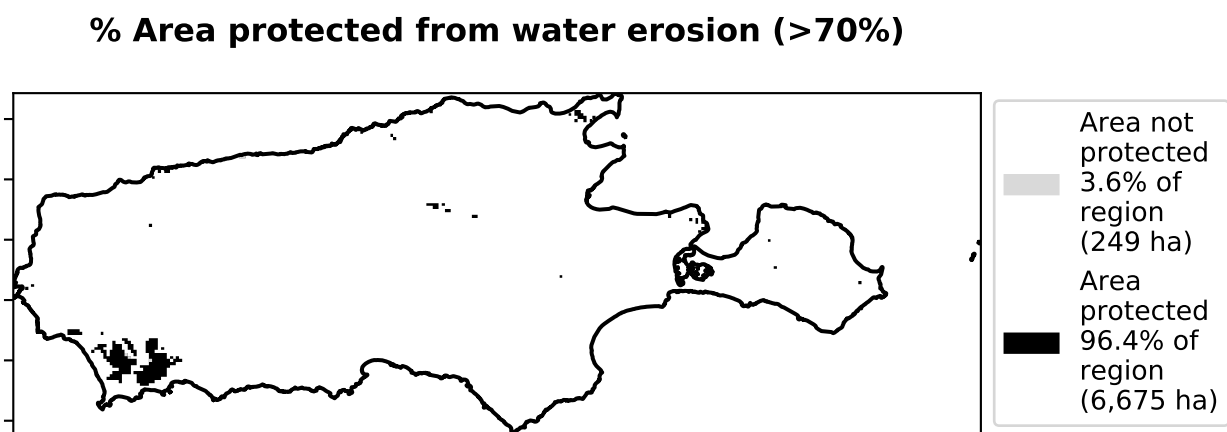 % Area protected from water erosion (>70%)
Area not
protected
3.6% of
region
(249 ha)
Area
protected
96.4% of
region
(6,675 ha)